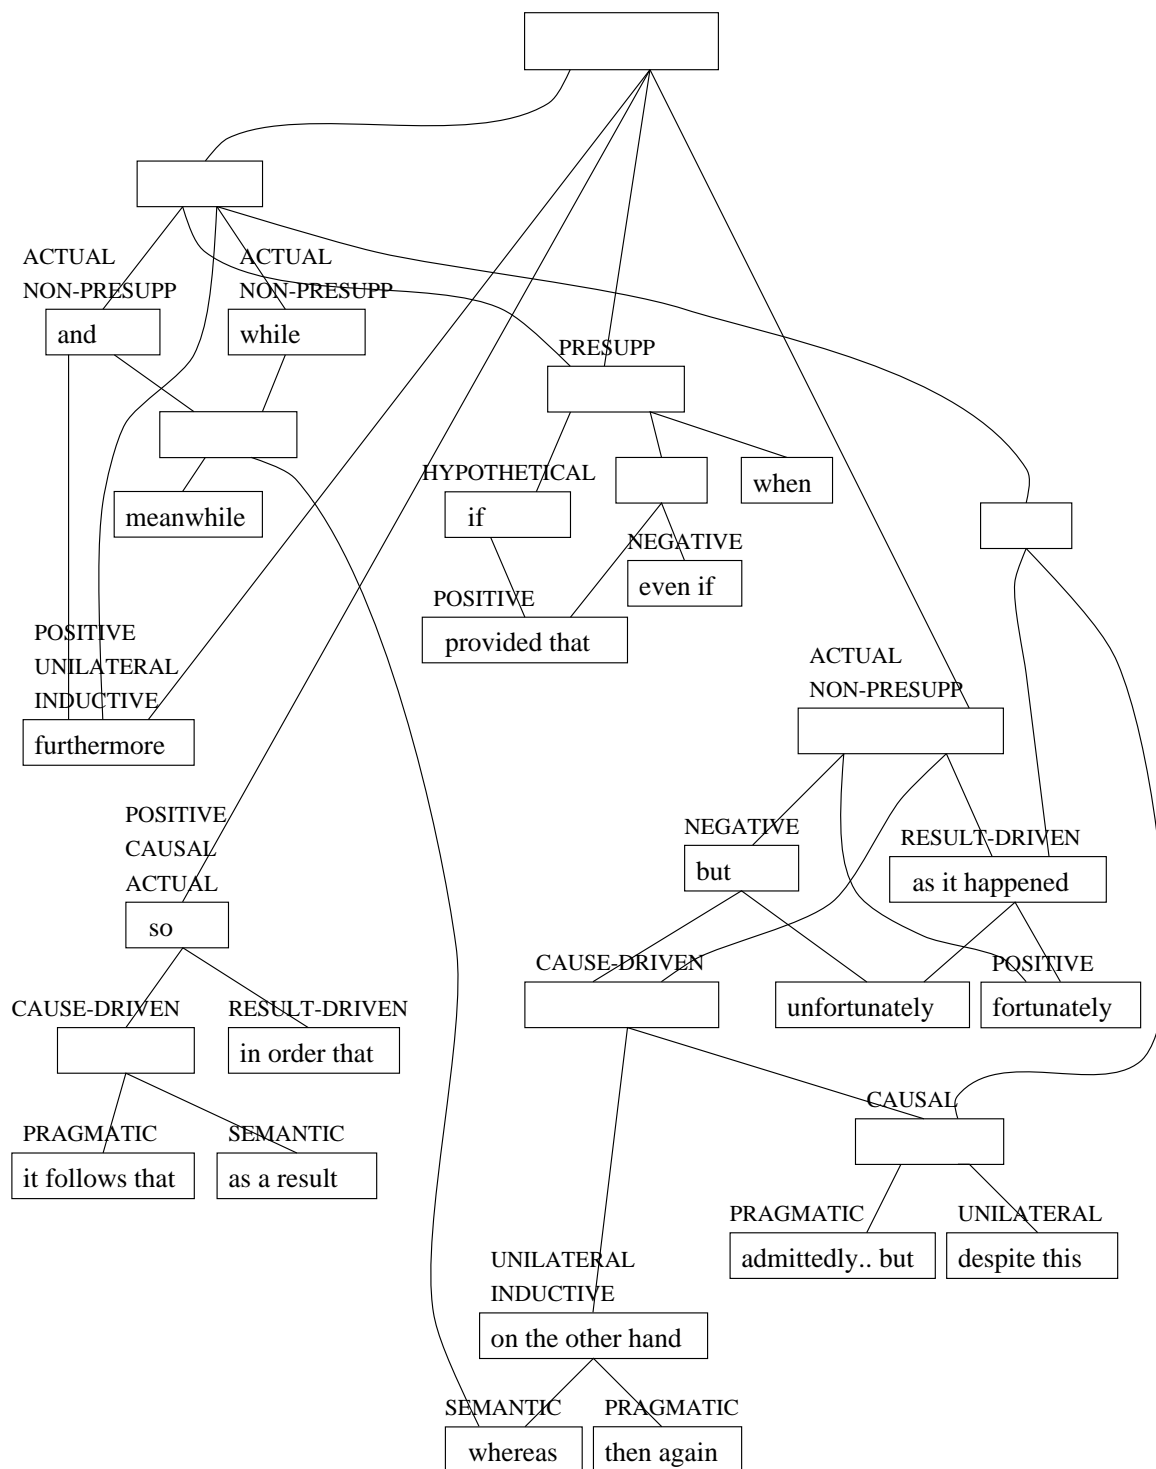 ACTUAL
NON-PRESUPP
and
ACTUAL
NON-PRESUPP
while
PRESUPP
meanwhile
HYPOTHETICAL
if
when
NEGATIVE
even if
POSITIVE
provided that
POSITIVE
UNILATERAL
INDUCTIVE
furthermore
ACTUAL
NON-PRESUPP
POSITIVE
CAUSAL
ACTUAL
so
NEGATIVE
but
RESULT-DRIVEN
as it happened
CAUSE-DRIVEN
RESULT-DRIVEN
in order that
CAUSE-DRIVEN
unfortunately
POSITIVE
fortunately
PRAGMATIC
it follows that
SEMANTIC
as a result
CAUSAL
PRAGMATIC
admittedly.. but
UNILATERAL
despite this
UNILATERAL
INDUCTIVE
on the other hand
SEMANTIC
whereas
PRAGMATIC
then again